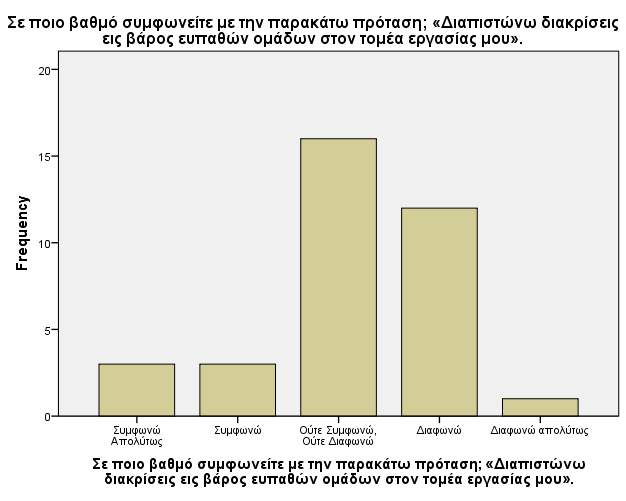 Σε ποιο βαθμό συμφωνείτε με την παρακάτω πρόταση; «Διαπιστώνω διακρίσεις
εις βάρος ευπαθών ομάδων στον τομέα εργασίας μου».
20
15
10
5
0
Frequency
Συμφωνώ
Απολύτως
Συμφωνώ
Ούτε Συμφωνώ,
Ούτε Διαφωνώ
Διαφωνώ
Διαφωνώ απολύτως
Σε ποιο βαθμό συμφωνείτε με την παρακάτω πρόταση; «Διαπιστώνω
διακρίσεις εις βάρος ευπαθών ομάδων στον τομέα εργασίας μου».